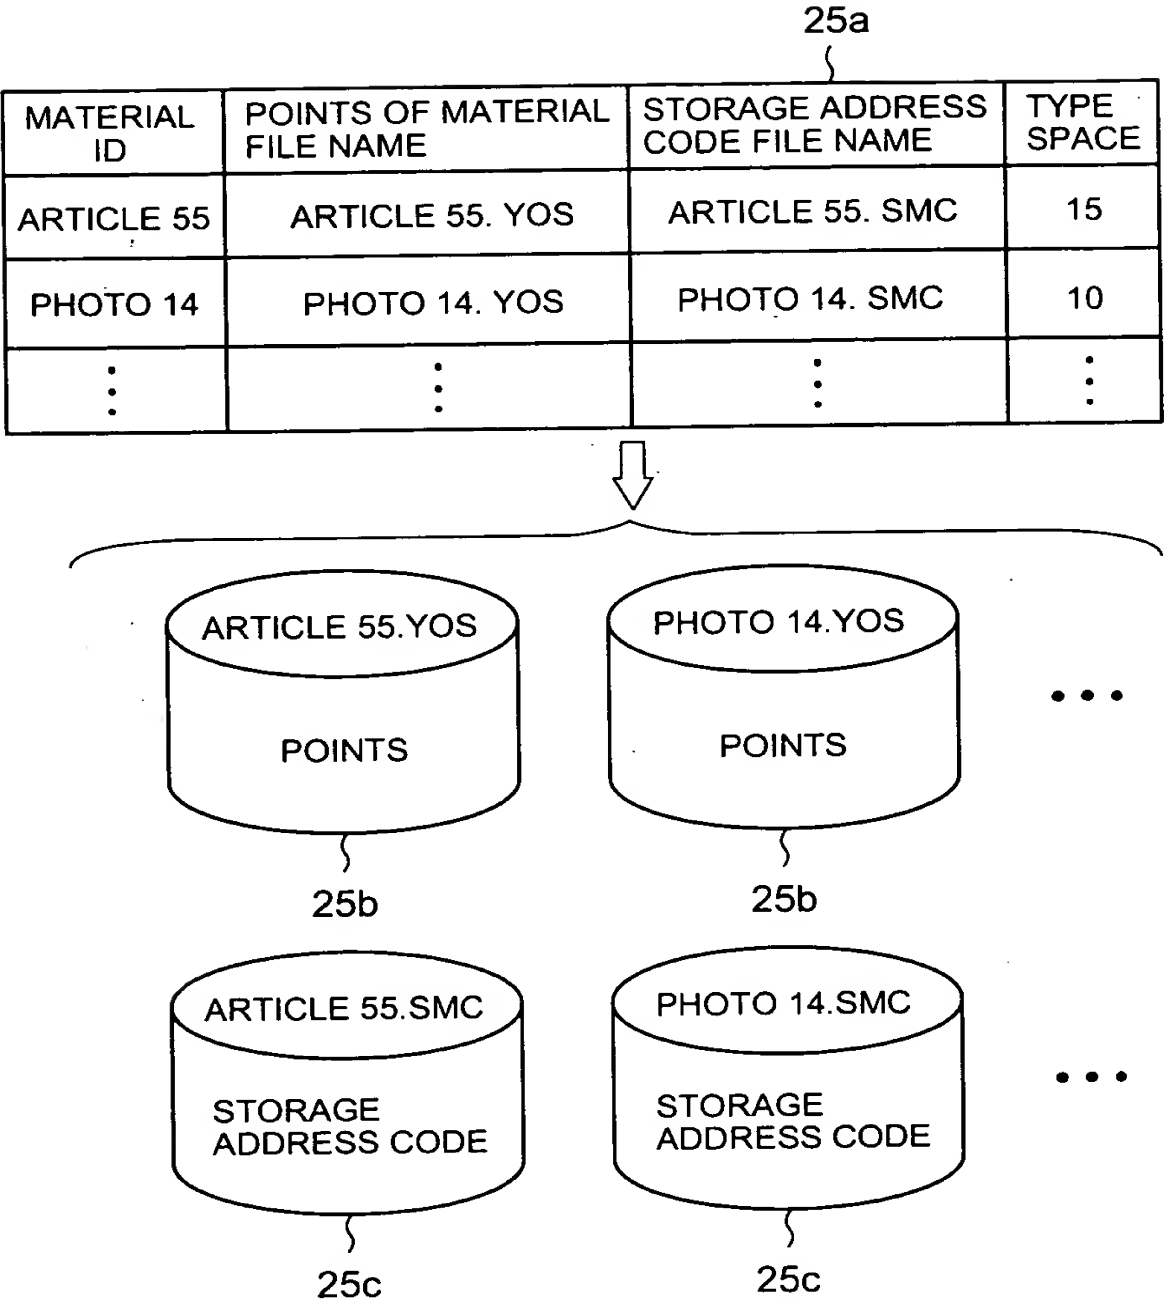 25a
MATERIAL ID
POINTS OF MATERIAL FILE NAME
STORAGE ADDRESS CODE FILE NAME
TYPE SPACE
ARTICLE 55
ARTICLE 55. YOS
ARTICLE 55. SMC
15
PHOTO 14
PHOTO 14. YOS
PHOTO 14. SMC
10
ARTICLE 55.YOS
PHOTO 14.YOS
POINTS
POINTS
25b
25b
ARTICLE 55.SMC
PHOTO 14.SMC
STORAGE
ADDRESS CODE
STORAGE
ADDRESS CODE
25c
25c